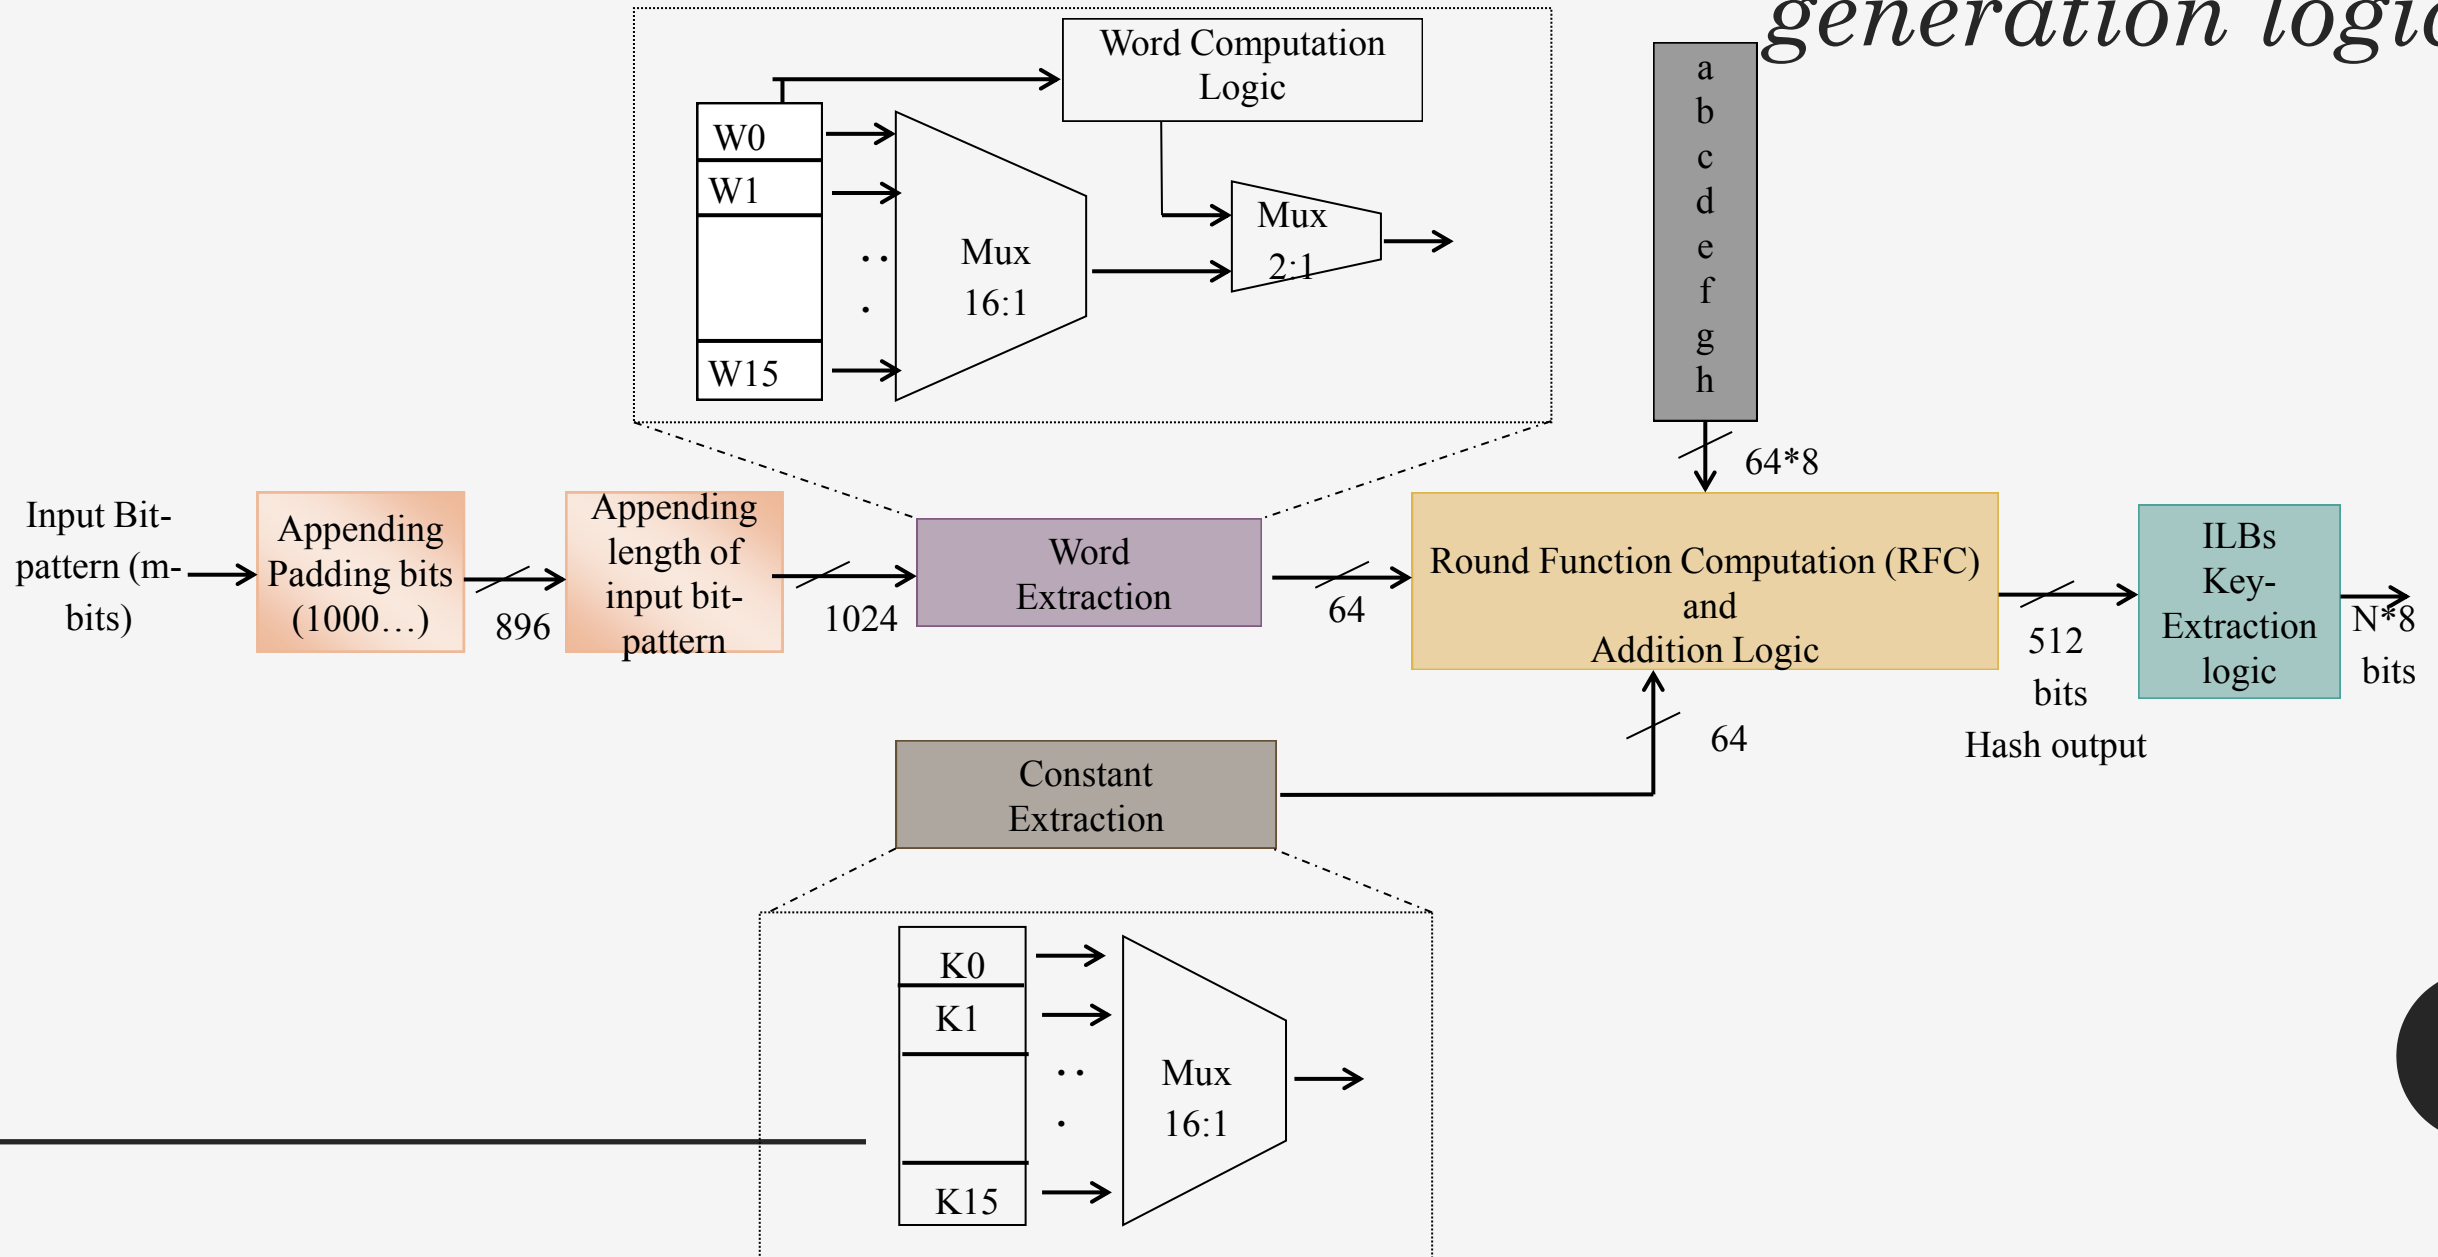 generation logic
Word Computation
Logic
W0
W1
. .
.
W15
Mux
16:1
Mux
2:1
a
b
c
d
e
f
g
h
64*8
Input Bit-
pattern (m-
bits)
Appending
Padding bits
(1000…)
896
Appending
length of
input bit-
pattern
1024
Word
Extraction
64
Round Function Computation (RFC)
and
Addition Logic
512
bits
Hash output
ILBs
Key-
Extraction
logic
N*8
bits
Constant
Extraction
64
K0
K1
. .
.
K15
Mux
16:1